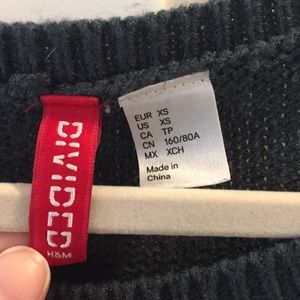 DIVIDED
H&M
EUR XS
US XS
CA TP
CN 160/80A
MX XCH
Made in
China